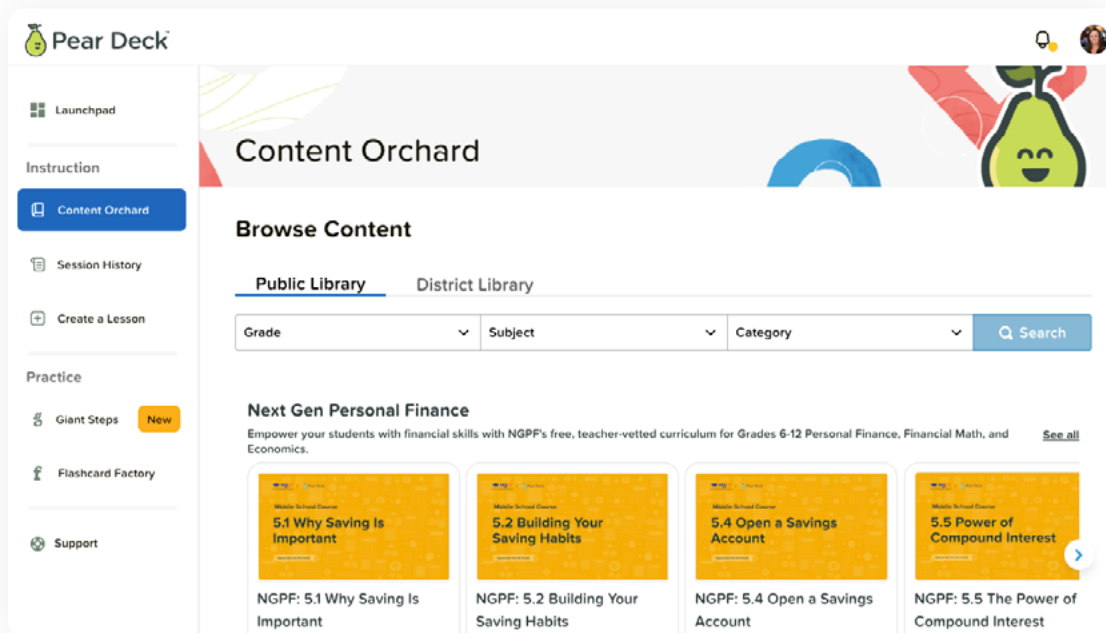 Pear Deck
Launchpad
Instruction
Content Orchard
Session History
Create a Lesson
Practice
Giant Steps New
Flashcard Factory
Support
Content Orchard
Browse Content
Public Library District Library
Grade Subject Category Search
Next Gen Personal Finance
Empower your students with financial skills with NGPF's free, teacher-vetted curriculum for Grades 6-12 Personal Finance, Financial Math, and
Economics.
See all
Middle School Course
5.1 Why Saving Is
Important
NGPF: 5.1 Why Saving Is
Important
Middle School Course
5.2 Building Your
Saving Habits
NGPF: 5.2 Building Your
Saving Habits
Middle School Course
5.4 Open a Savings
Account
NGPF: 5.4 Open a Savings
Account
Middle School Course
5.5 Power of
Compound Interest
NGPF: 5.5 The Power of
Compound Interest